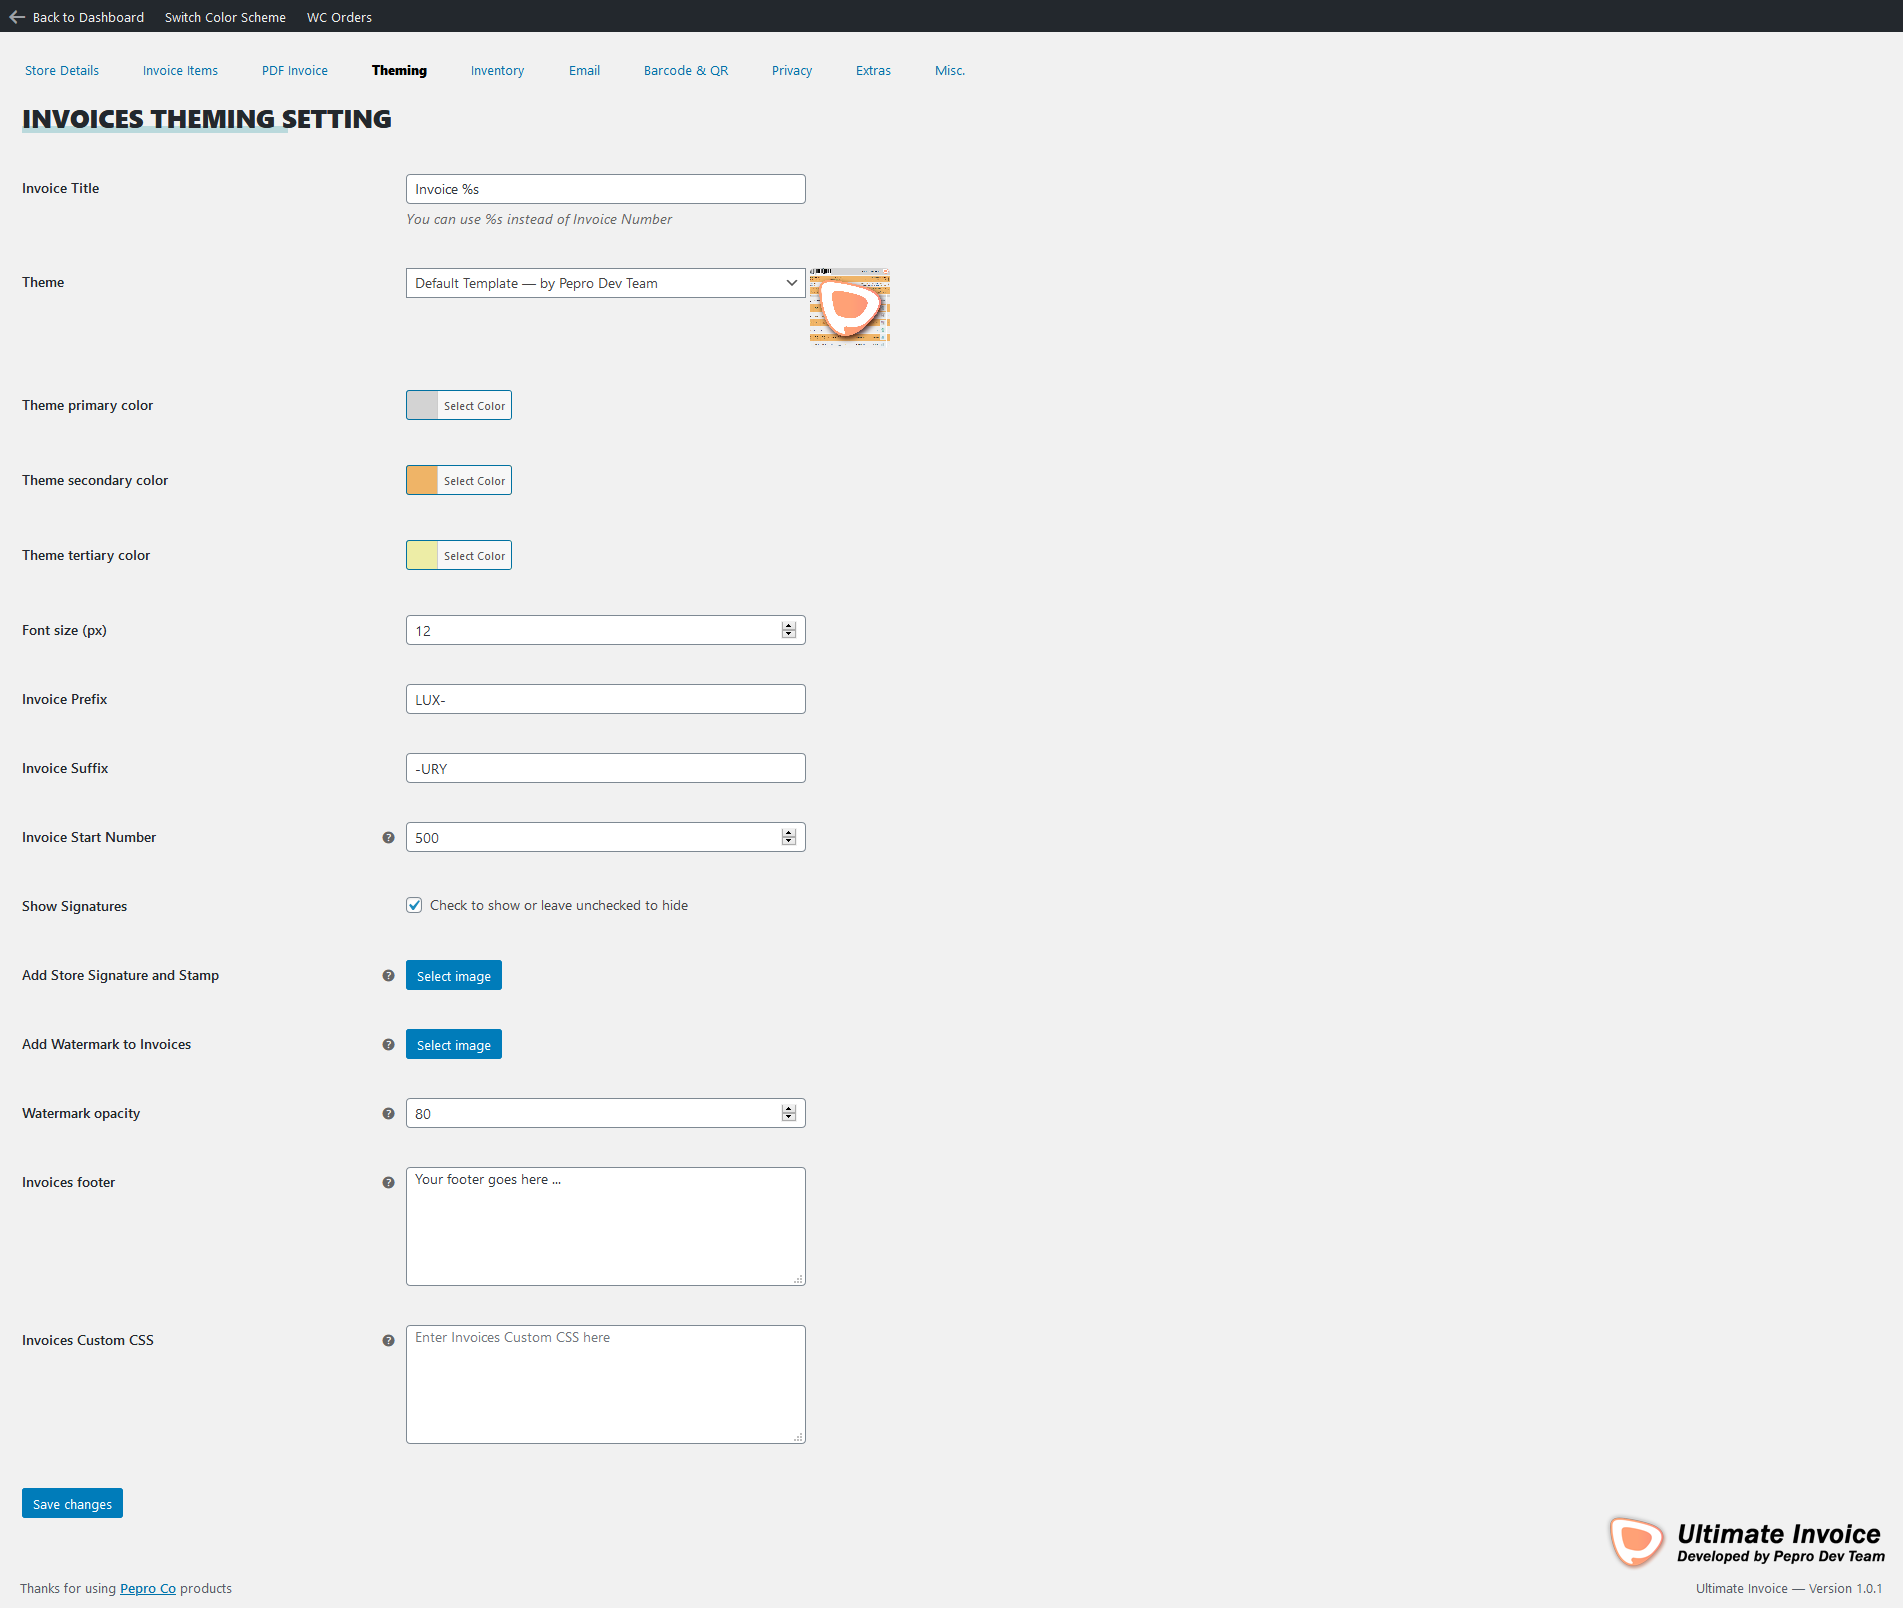 Back to Dashboard Switch Color Scheme WC Orders
Store Details Invoice Items PDF Invoice Theming Inventory Email Barcode & QR Privacy Extras Misc.
INVOICES THEMING SETTING
Invoice Title Invoice %s
You can use %s instead of Invoice Number
Theme Default Template — by Pepro Dev Team
Theme primary color Select Color
Theme secondary color Select Color
Theme tertiary color Select Color
Font size (px) 12
Invoice Prefix LUX-
Invoice Suffix -URY
Invoice Start Number ? 500
Show Signatures Check to show or leave unchecked to hide
Add Store Signature and Stamp ? Select image
Add Watermark to Invoices ? Select image
Watermark opacity ? 80
Invoices footer ? Your footer goes here ...
Invoices Custom CSS ? Enter Invoices Custom CSS here
Save changes
Ultimate Invoice
Developed by Pepro Dev Team
Thanks for using Pepro Co products Ultimate Invoice — Version 1.0.1